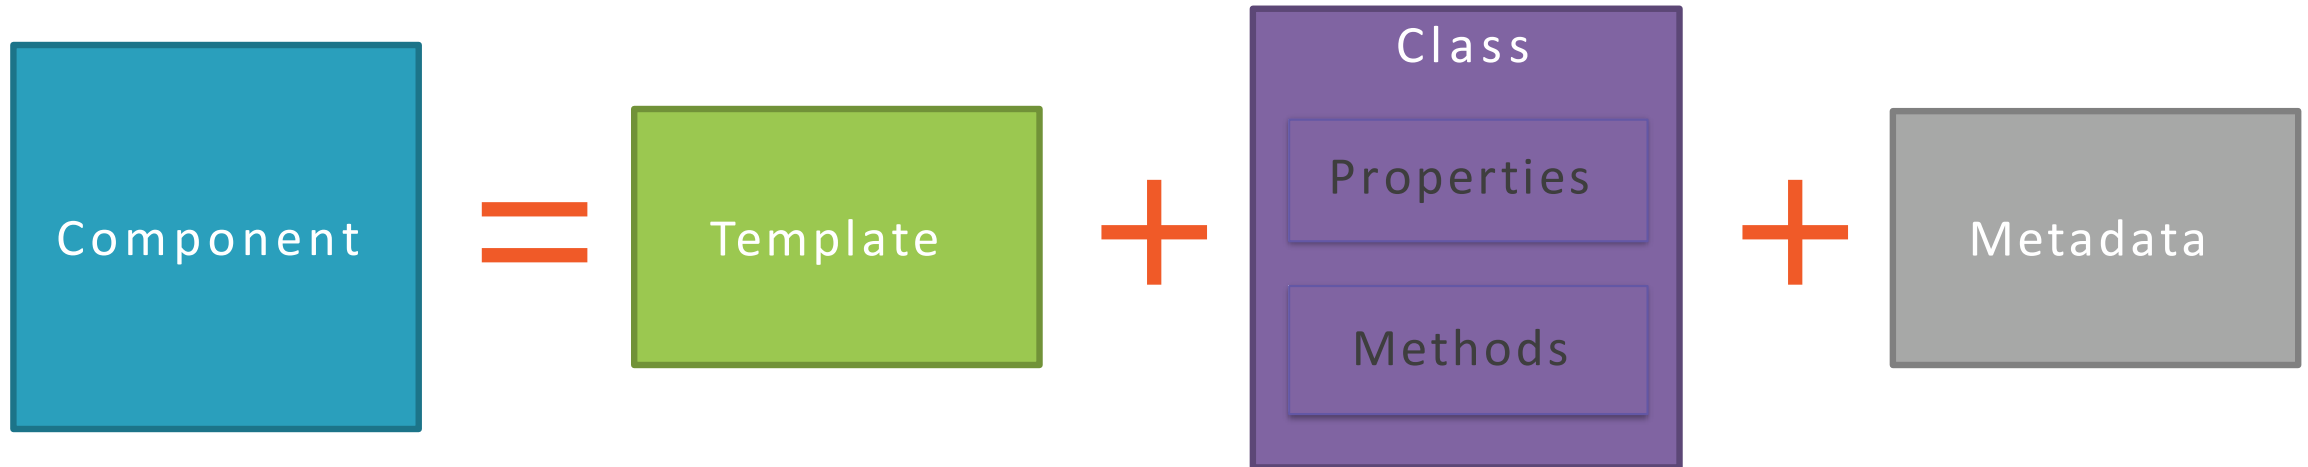 Component
=
Template
+
Class
Properties
Methods
+
Metadata